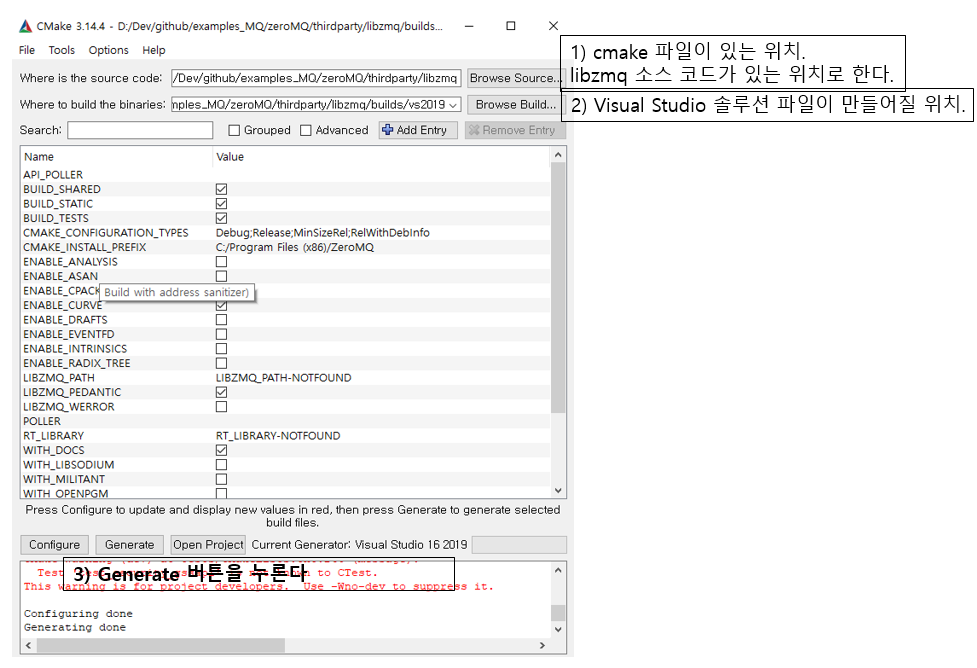 CMake 3.14.4 - D:/Dev/github/examples_MQ/zeroMQ/thirdparty/libzmq/builds...
File Tools Options Help
1) cmake 파일이 있는 위치.
libzmq 소스 코드가 있는 위치로 한다.
Where is the source code: /Dev/github/examples_MQ/zeroMQ/thirdparty/libzmq Browse Source...
2) Visual Studio 솔루션 파일이 만들어질 위치.
Where to build the binaries: nples_MQ/zeroMQ/thirdparty/libzmq/builds/vs2019 Browse Build...
Search: Grouped Advanced Add Entry Remove Entry
Name Value
API_POLLER
BUILD_SHARED
BUILD_STATIC
BUILD_TESTS
CMAKE_CONFIGURATION_TYPES Debug;Release;MinSizeRel;RelWithDebInfo
CMAKE_INSTALL_PREFIX C:/Program Files (x86)/ZeroMQ
ENABLE_ANALYSIS
ENABLE_ASAN
ENABLE_CPACK
Build with address sanitizer)
ENABLE_CURVE
ENABLE_DRAFTS
ENABLE_EVENTFD
ENABLE_INTRINSICS
ENABLE_RADIX_TREE
LIBZMQ_PATH LIBZMQ_PATH-NOTFOUND
LIBZMQ_PEDANTIC
LIBZMQ_WERROR
POLLER
RT_LIBRARY RT_LIBRARY-NOTFOUND
WITH_DOCS
WITH_LIBSODIUM
WITH_MILITANT
WITH_OPENPGM
Press Configure to update and display new values in red, then press Generate to generate selected
build files.
Configure Generate Open Project Current Generator: Visual Studio 16 2019
3) Generate 버튼을 누른다
Test to CTest.
This warning is for project developers. Use -Wno-dev to suppress it.
Configuring done
Generating done